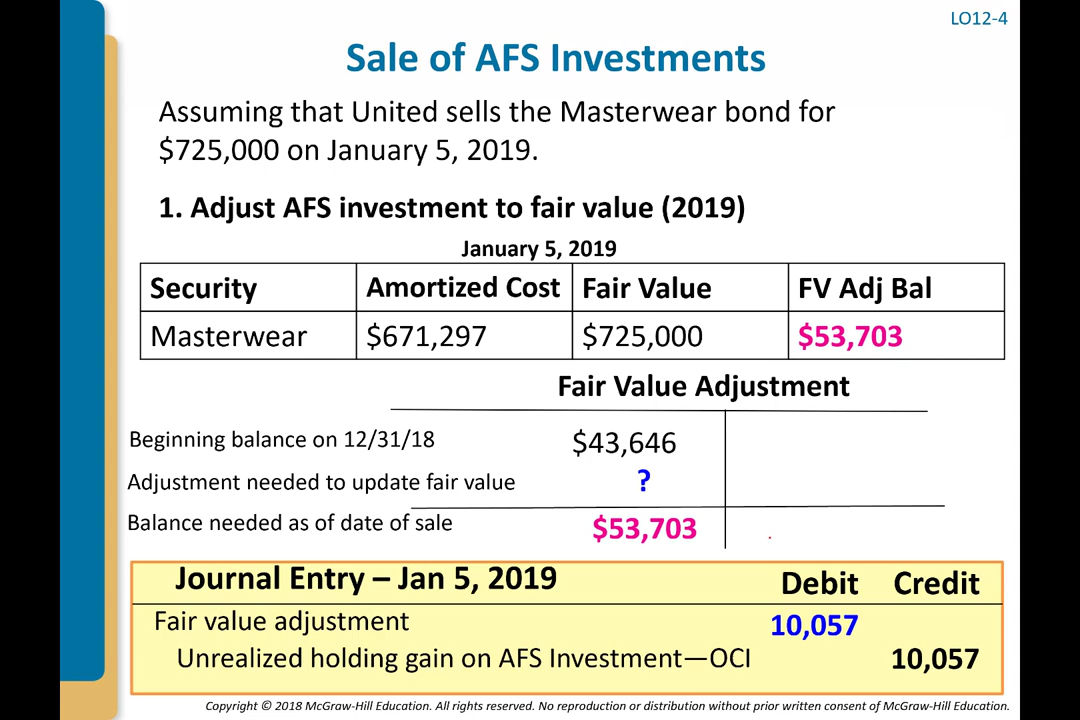 LO12-4
Sale of AFS Investments
Assuming that United sells the Masterwear bond for
$725,000 on January 5, 2019.
1. Adjust AFS investment to fair value (2019)
January 5, 2019
Security Amortized Cost Fair Value FV Adj Bal
Masterwear $671,297 $725,000 $53,703
Fair Value Adjustment
Beginning balance on 12/31/18 $43,646
Adjustment needed to update fair value ?
Balance needed as of date of sale $53,703
Journal Entry – Jan 5, 2019 Debit Credit
Fair value adjustment 10,057
Unrealized holding gain on AFS Investment—OCI 10,057
Copyright © 2018 McGraw-Hill Education. All rights reserved. No reproduction or distribution without prior written consent of McGraw-Hill Education.